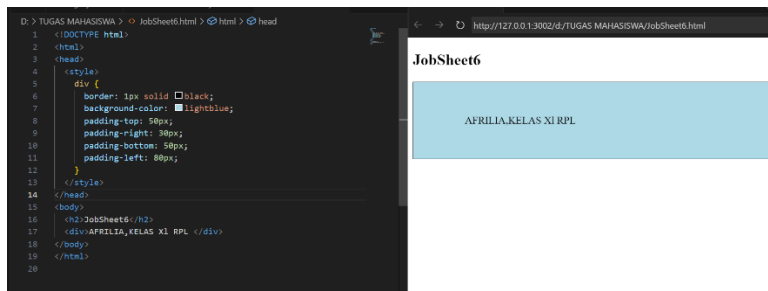 D: > TUGAS MAHASISWA > JobSheet6.html > html > head
1 <!DOCTYPE html>
2 <html>
3 <head>
4 <style>
5 div {
6 border: 1px solid black;
7 background-color: lightblue;
8 padding-top: 50px;
9 padding-right: 30px;
10 padding-bottom: 50px;
11 padding-left: 80px;
12 }
13 </style>
14 </head>
15 <body>
16 <h2>JobSheet6</h2>
17 <div>AFRILIA,KELAS Xl RPL </div>
18 </body>
19 </html>
20
http://127.0.0.1:3002/d:/TUGAS MAHASISWA/JobSheet6.html
JobSheet6
AFRILIA,KELAS Xl RPL